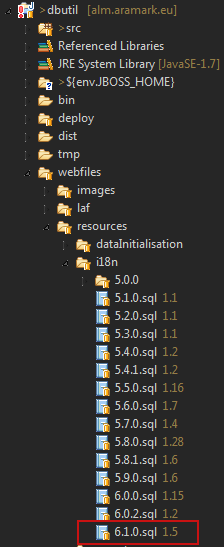 >dbutil [alm.aramark.eu]
>src
Referenced Libraries
JRE System Library [JavaSE-1.7]
>${env.JBOSS_HOME}
bin
deploy
dist
tmp
webfiles
images
laf
resources
dataInitialisation
i18n
5.0.0
5.1.0.sql 1.1
5.2.0.sql 1.1
5.3.0.sql 1.1
5.4.0.sql 1.2
5.4.1.sql 1.2
5.5.0.sql 1.16
5.6.0.sql 1.7
5.7.0.sql 1.4
5.8.0.sql 1.28
5.8.1.sql 1.6
5.9.0.sql 1.6
6.0.0.sql 1.15
6.0.2.sql 1.2
6.1.0.sql 1.5